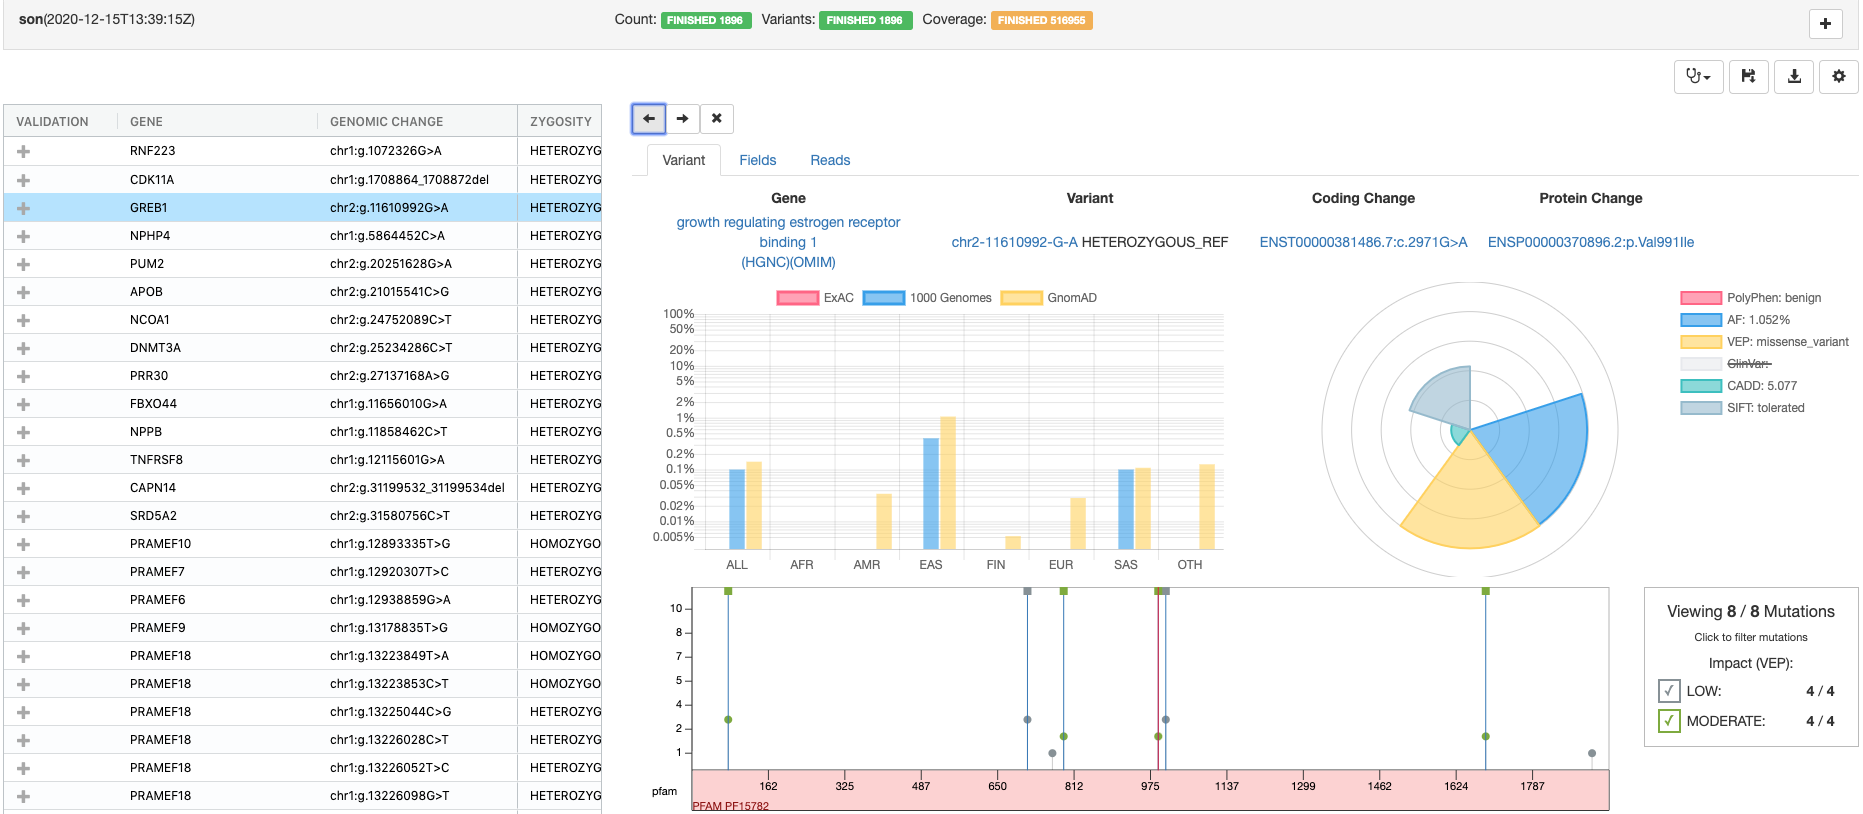 son(2020-12-15T13:39:15Z)
Count: FINISHED 1896 Variants: FINISHED 1896 Coverage: FINISHED 516955
VALIDATION GENE GENOMIC CHANGE ZYGOSITY
RNF223 chr1:g.1072326G>A HETEROZYG
CDK11A chr1:g.1708864_1708872del HETEROZYG
GREB1 chr2:g.11610992G>A HETEROZYG
NPHP4 chr1:g.5864452C>A HETEROZYG
PUM2 chr2:g.20251628G>A HETEROZYG
APOB chr2:g.21015541C>G HETEROZYG
NCOA1 chr2:g.24752089C>T HETEROZYG
DNMT3A chr2:g.25234286C>T HETEROZYG
PRR30 chr2:g.27137168A>G HETEROZYG
FBXO44 chr1:g.11656010G>A HETEROZYG
NPPB chr1:g.11858462C>T HETEROZYG
TNFRSF8 chr1:g.12115601G>A HETEROZYG
CAPN14 chr2:g.31199532_31199534del HETEROZYG
SRD5A2 chr2:g.31580756C>T HETEROZYG
PRAMEF10 chr1:g.12893335T>G HOMOZYGO
PRAMEF7 chr1:g.12920307T>C HETEROZYG
PRAMEF6 chr1:g.12938859G>A HETEROZYG
PRAMEF9 chr1:g.13178835T>G HOMOZYGO
PRAMEF18 chr1:g.13223849T>A HOMOZYGO
PRAMEF18 chr1:g.13223853C>T HOMOZYGO
PRAMEF18 chr1:g.13225044C>G HETEROZYG
PRAMEF18 chr1:g.13226028C>T HETEROZYG
PRAMEF18 chr1:g.13226052T>C HETEROZYG
PRAMEF18 chr1:g.13226098G>T HETEROZYG
Variant Fields Reads
Gene Variant Coding Change Protein Change
growth regulating estrogen receptor
binding 1
(HGNC)(OMIM)
chr2-11610992-G-A HETEROZYGOUS_REF ENST00000381486.7:c.2971G>A ENSP00000370896.2:p.Val991Ile
ExAC 1000 Genomes GnomAD
100%
50%
20%
10%
5%
2%
1%
0.5%
0.2%
0.1%
0.05%
0.02%
0.01%
0.005%
ALL AFR AMR EAS FIN EUR SAS OTH
PolyPhen: benign
AF: 1.052%
VEP: missense_variant
ClinVar:
CADD: 5.077
SIFT: tolerated
10
8
7
5
4
2
1
162 325 487 650 812 975 1137 1299 1462 1624 1787
pfam
PFAM PF15782
Viewing 8 / 8 Mutations
Click to filter mutations
Impact (VEP):
LOW: 4 / 4
MODERATE: 4 / 4